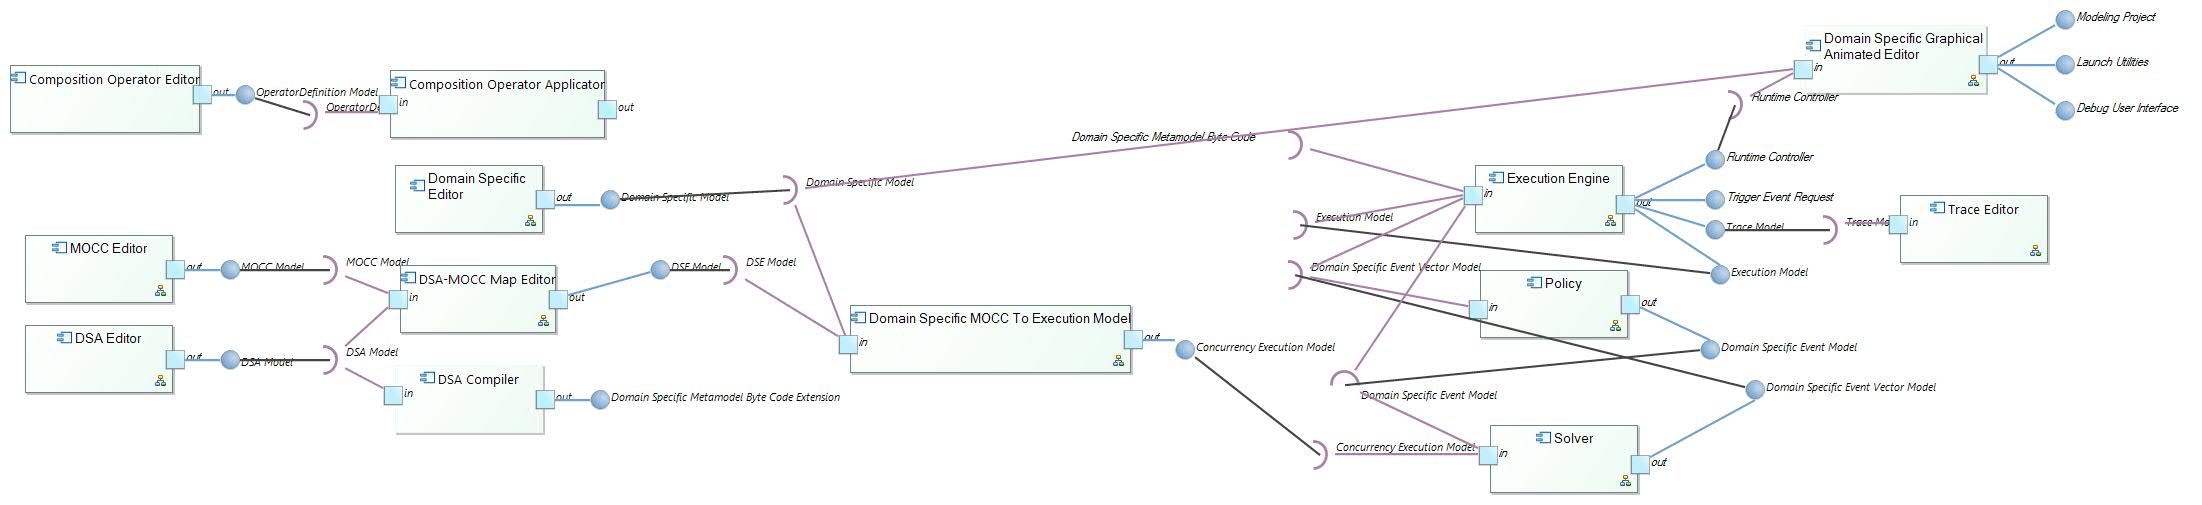 Modeling Project
Domain Specific Graphical
Animated Editor
in
out
Launch Utilities
Debug User Interface
Composition Operator Editor
out
OperatorDefinition Model
OperatorDe
Composition Operator Applicator
in
out
Runtime Controller
Domain Specific Metamodel Byte Code
Runtime Controller
Domain Specific
Editor
out
Domain Specific Model
Domain Specific Model
Execution Engine
in
out
Trigger Event Request
Execution Model
Trace Model
Trace Mo
Trace Editor
in
MOCC Editor
out
MOCC Model
MOCC Model
DSA-MOCC Map Editor
in
out
DSE Model
DSE Model
Domain Specific Event Vector Model
Execution Model
Policy
in
out
Domain Specific MOCC To Execution Model
in
out
Concurrency Execution Model
Domain Specific Event Model
DSA Editor
out
DSA Model
DSA Model
DSA Compiler
in
out
Domain Specific Metamodel Byte Code Extension
Domain Specific Event Vector Model
Domain Specific Event Model
Concurrency Execution Model
Solver
in
out